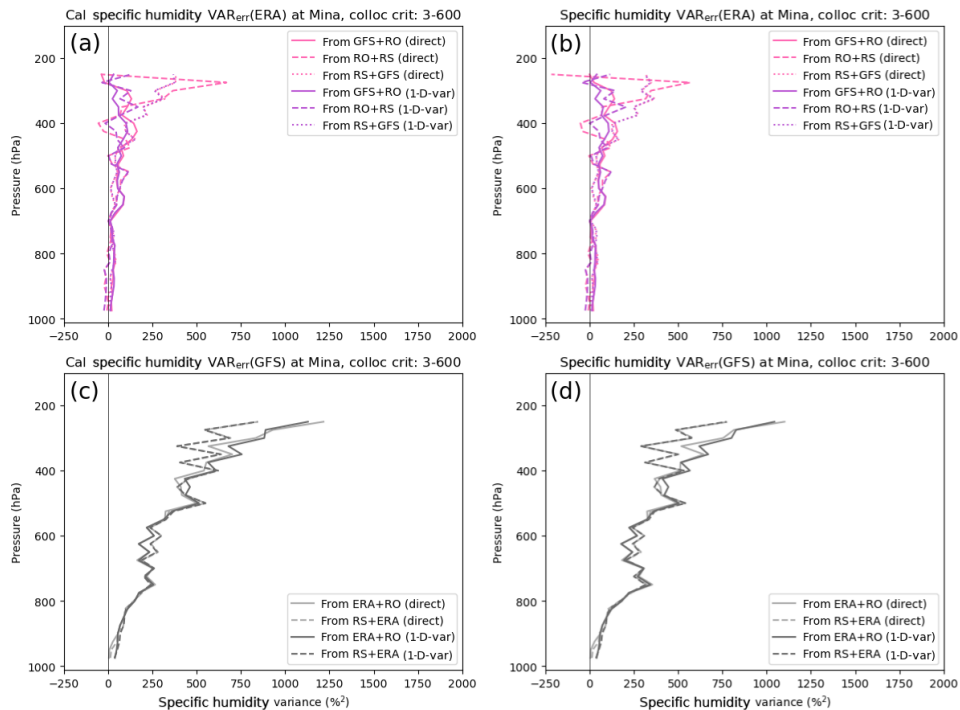 Cal specific humidity VARerr(ERA) at Mina, colloc crit: 3-600
(a)
From GFS+RO (direct)
From RO+RS (direct)
From RS+GFS (direct)
From GFS+RO (1-D-var)
From RO+RS (1-D-var)
From RS+GFS (1-D-var)
Pressure (hPa)
200
400
600
800
1000
−250 0 250 500 750 1000 1250 1500 1750 2000
Specific humidity VARerr(ERA) at Mina, colloc crit: 3-600
(b)
From GFS+RO (direct)
From RO+RS (direct)
From RS+GFS (direct)
From GFS+RO (1-D-var)
From RO+RS (1-D-var)
From RS+GFS (1-D-var)
Pressure (hPa)
200
400
600
800
1000
−250 0 250 500 750 1000 1250 1500 1750 2000
Cal specific humidity VARerr(GFS) at Mina, colloc crit: 3-600
(c)
From ERA+RO (direct)
From RS+ERA (direct)
From ERA+RO (1-D-var)
From RS+ERA (1-D-var)
Pressure (hPa)
200
400
600
800
1000
−250 0 250 500 750 1000 1250 1500 1750 2000
Specific humidity variance (%²)
Specific humidity VARerr(GFS) at Mina, colloc crit: 3-600
(d)
From ERA+RO (direct)
From RS+ERA (direct)
From ERA+RO (1-D-var)
From RS+ERA (1-D-var)
Pressure (hPa)
200
400
600
800
1000
−250 0 250 500 750 1000 1250 1500 1750 2000
Specific humidity variance (%²)